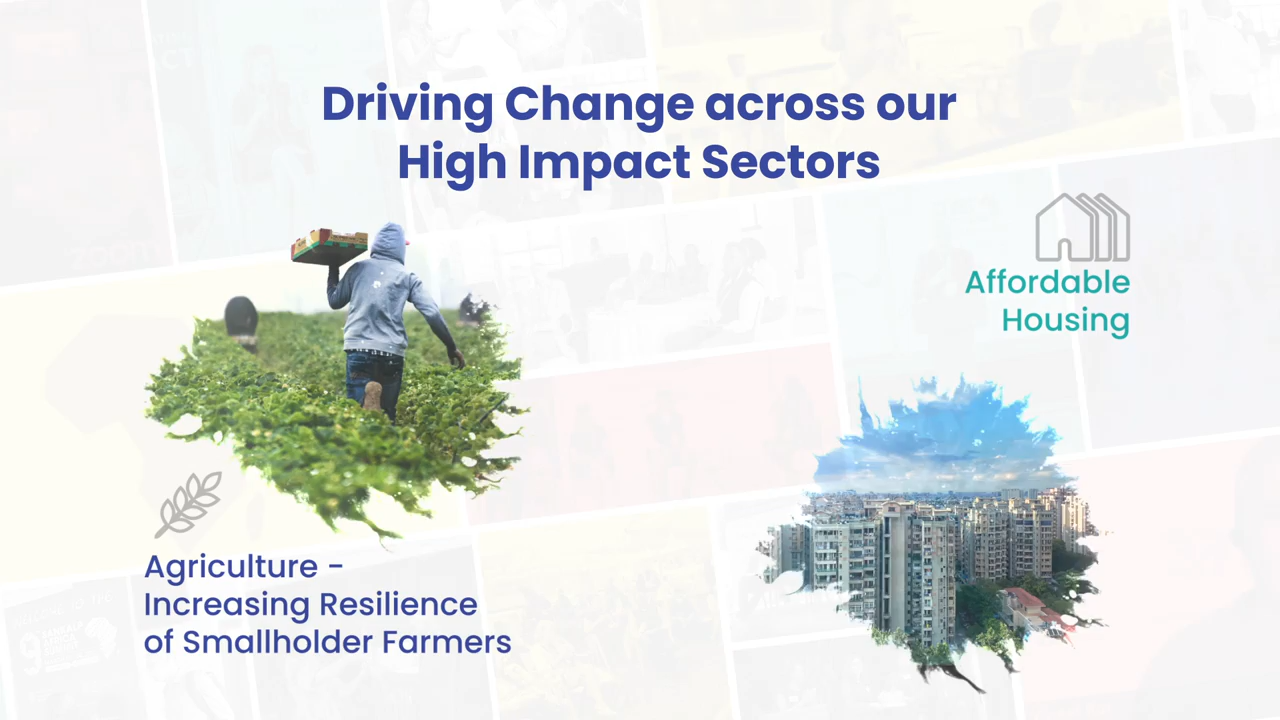 Driving Change across our
High Impact Sectors
Affordable
Housing
Agriculture -
Increasing Resilience
of Smallholder Farmers